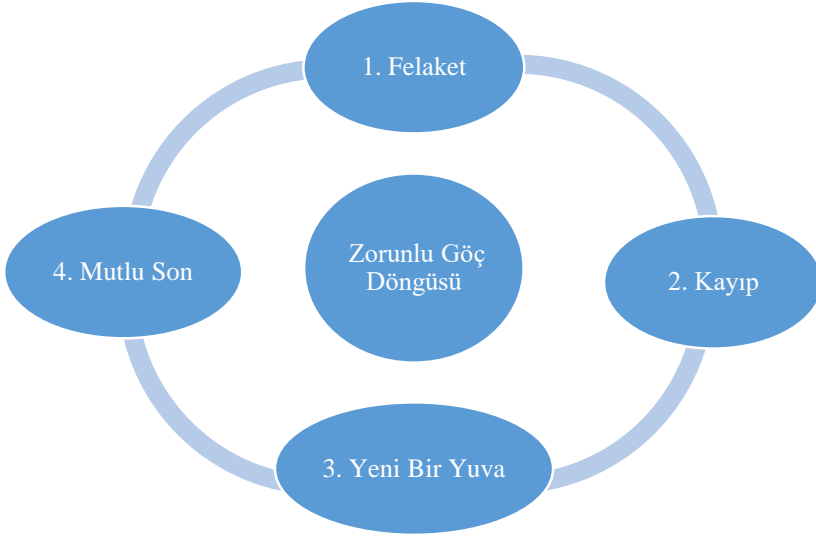 1. Felaket
Zorunlu Göç
Döngüsü
4. Mutlu Son
2. Kayıp
3. Yeni Bir Yuva